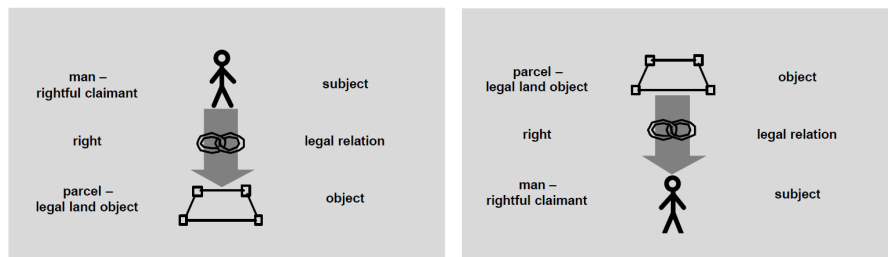 man –
rightful claimant
subject
right
legal relation
parcel –
legal land object
object
parcel –
legal land object
object
right
legal relation
man –
rightful claimant
subject